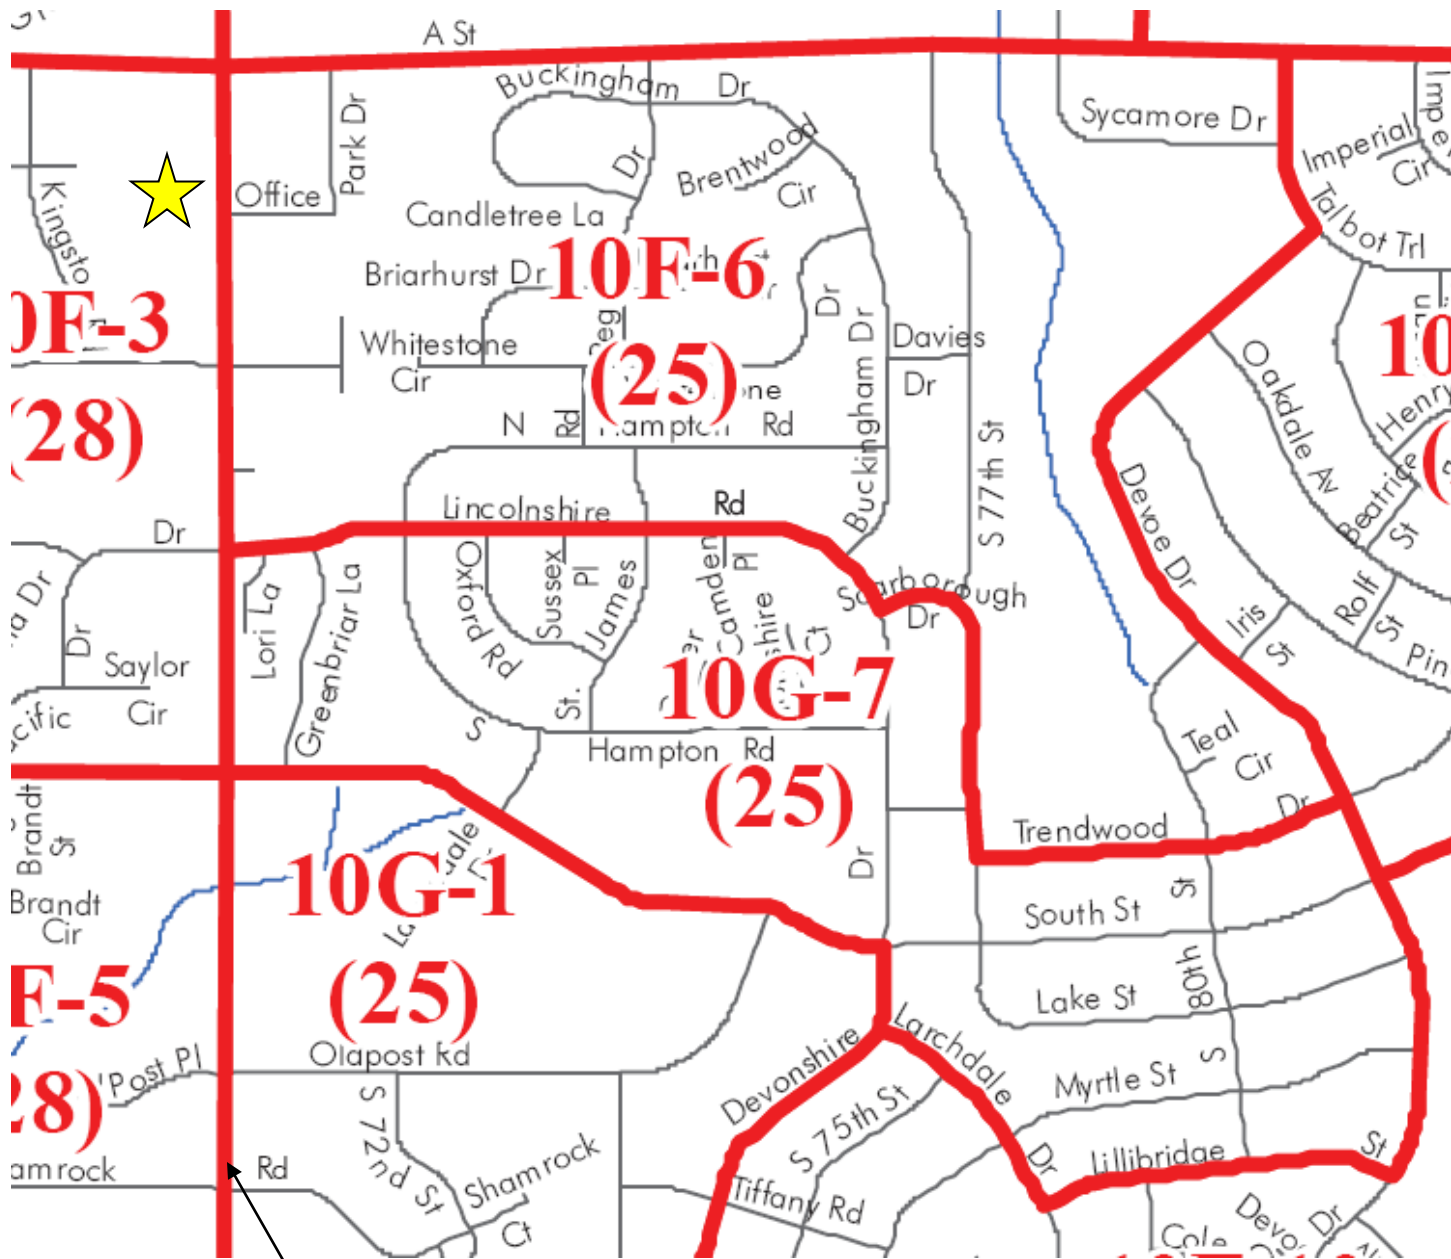 A St
Buckingham Dr
Park Dr
Dr
Brentwood
Cir
Sycamore Dr
Imperial
Cir
Talbot Trl
Office
Candletree La
Briarhurst Dr
10F-6
(25)
Dr
Whitestone
Cir
N
Rd
Hampton Rd
Buckingham Dr
Davies
Dr
S 77th St
Oakdale Av
Henry
Beatrice
St
Devoe Dr
Dr
Lincolnshire
Rd
Oxford Rd
Sussex
Pl
James
St.
Camden
Pl
Ct
Scarborough
Dr
Iris
St
Rolf
St
Lori La
Greenbriar La
Dr
Saylor
Cir
10G-7
(25)
S
Hampton Rd
Teal
Cir
Trendwood
Dr
Dr
Brandt
St
Brandt
Cir
10G-1
(25)
South St
St
80th
S
Lake St
Olapost Rd
Post Pl
Devonshire
Larchdale
Dr
S 75th St
Myrtle St
Lillibridge
St
S 72nd St
Rd
Shamrock
Ct
Tiffany Rd
Dr
Cole